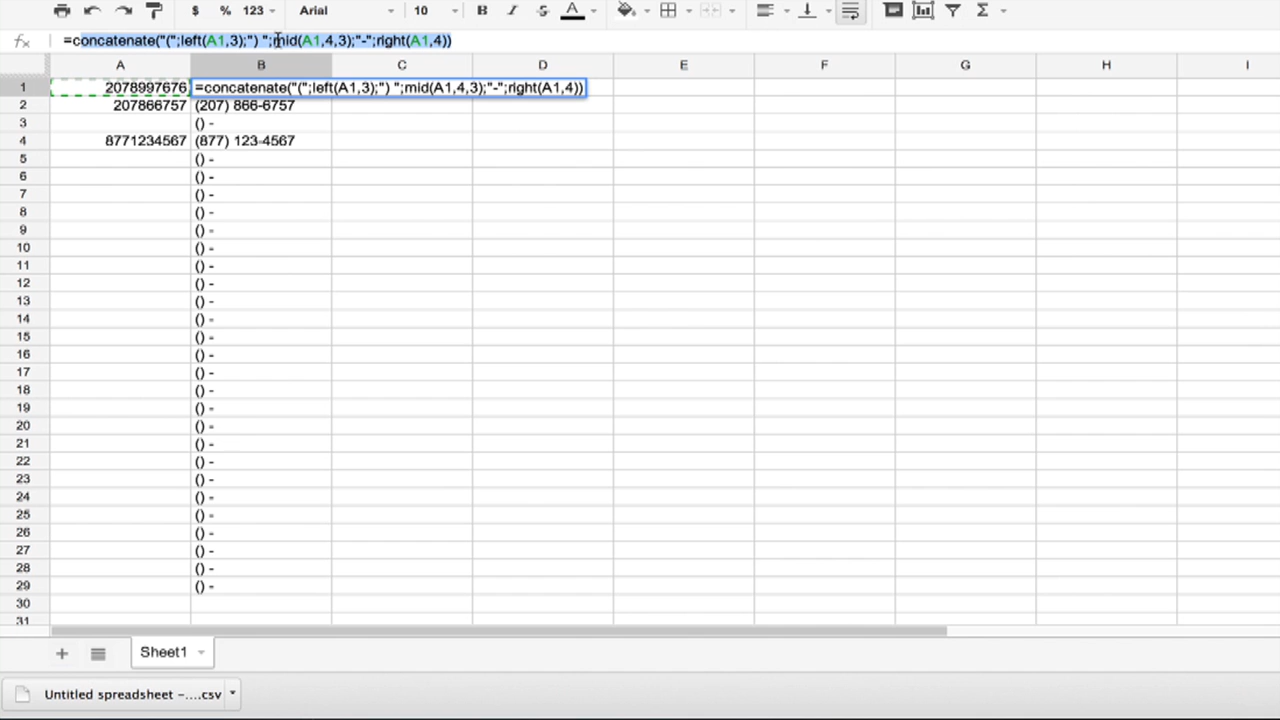 $ % 123 Arial 10 B I S A Σ
fx =concatenate("(";left(A1,3);") ";mid(A1,4,3);"-";right(A1,4))
A B C D E F G H I
1 2078997676 =concatenate("(";left(A1,3);") ";mid(A1,4,3);"-";right(A1,4))
2 207866757 (207) 866-6757
3 () -
4 8771234567 (877) 123-4567
5 () -
6 () -
7 () -
8 () -
9 () -
10 () -
11 () -
12 () -
13 () -
14 () -
15 () -
16 () -
17 () -
18 () -
19 () -
20 () -
21 () -
22 () -
23 () -
24 () -
25 () -
26 () -
27 () -
28 () -
29 () -
30
31
Sheet1
Untitled spreadsheet –....csv